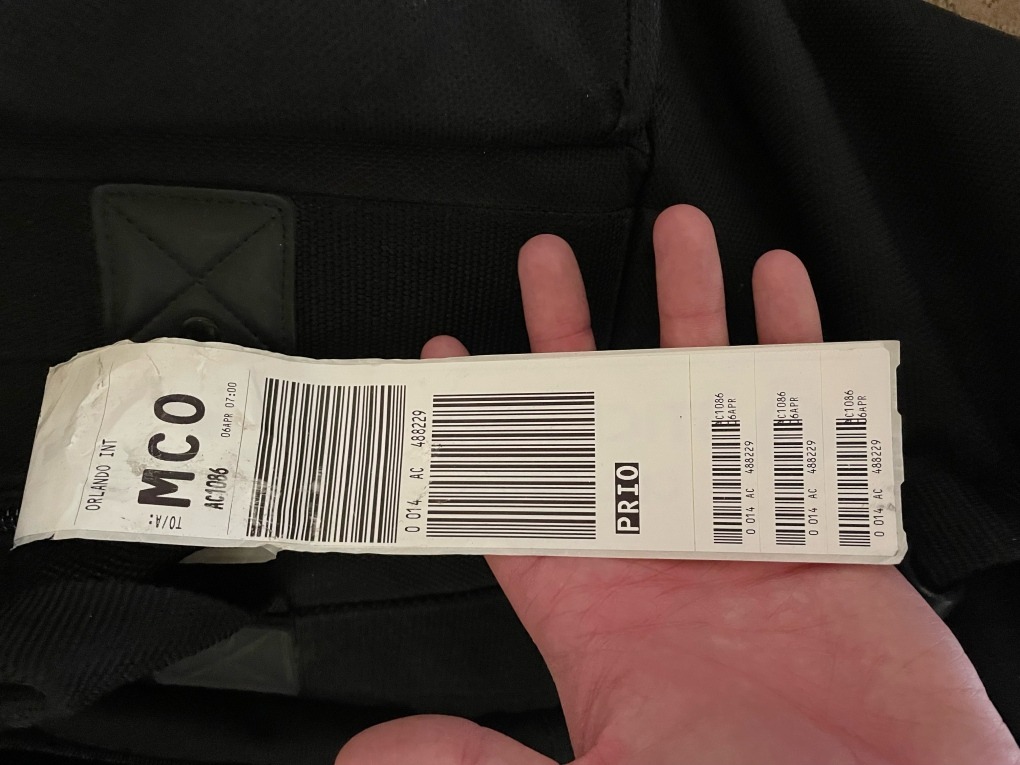 ORLANDO INT
TO/A: MCO
AC1086 06APR 07:00
0 014 AC 488229
PRIO
AC1086
06APR
0 014 AC 488229
AC1086
06APR
0 014 AC 488229
AC1086
06APR
0 014 AC 488229